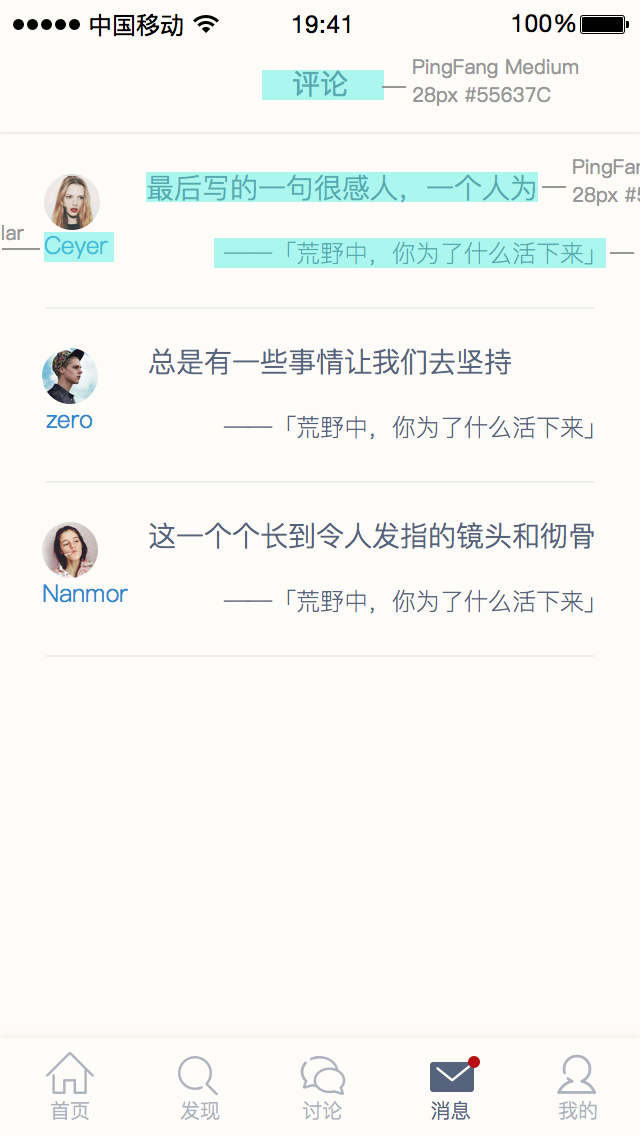 中国移动 19:41 100%
评论
PingFang Medium
28px #55637C
最后写的一句很感人，一个人为
PingFan
28px #5
lar
Ceyer
——「荒野中，你为了什么活下来」
总是有一些事情让我们去坚持
zero
——「荒野中，你为了什么活下来」
这一个个长到令人发指的镜头和彻骨
Nanmor
——「荒野中，你为了什么活下来」
首页 发现 讨论 消息 我的